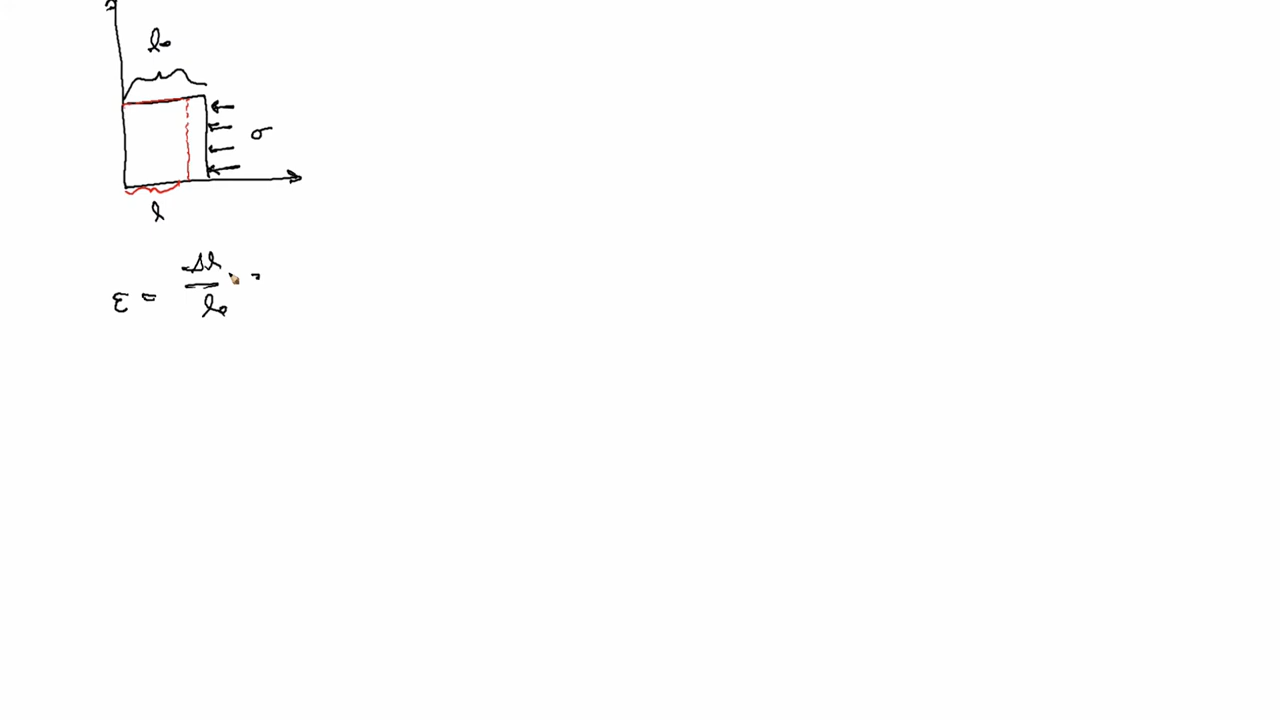 l₀
σ
l
ε = -Δl / l₀ =